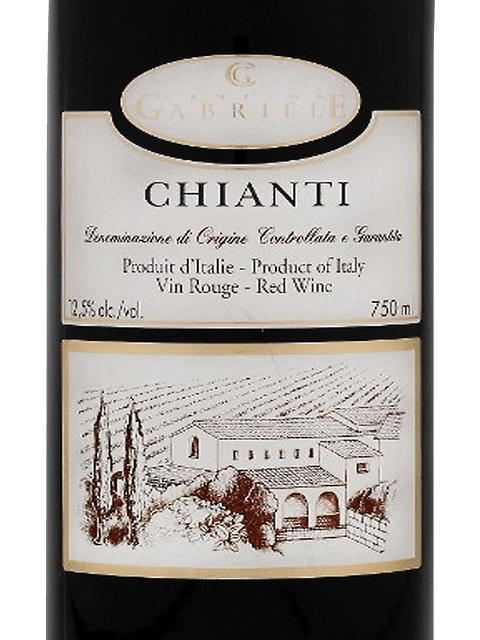 GABRIELE
CHIANTI
Denominazione di Origine Controllata e Garantita
Produit d'Italie - Product of Italy
Vin Rouge - Red Wine
12,5% alc./vol. 750 m